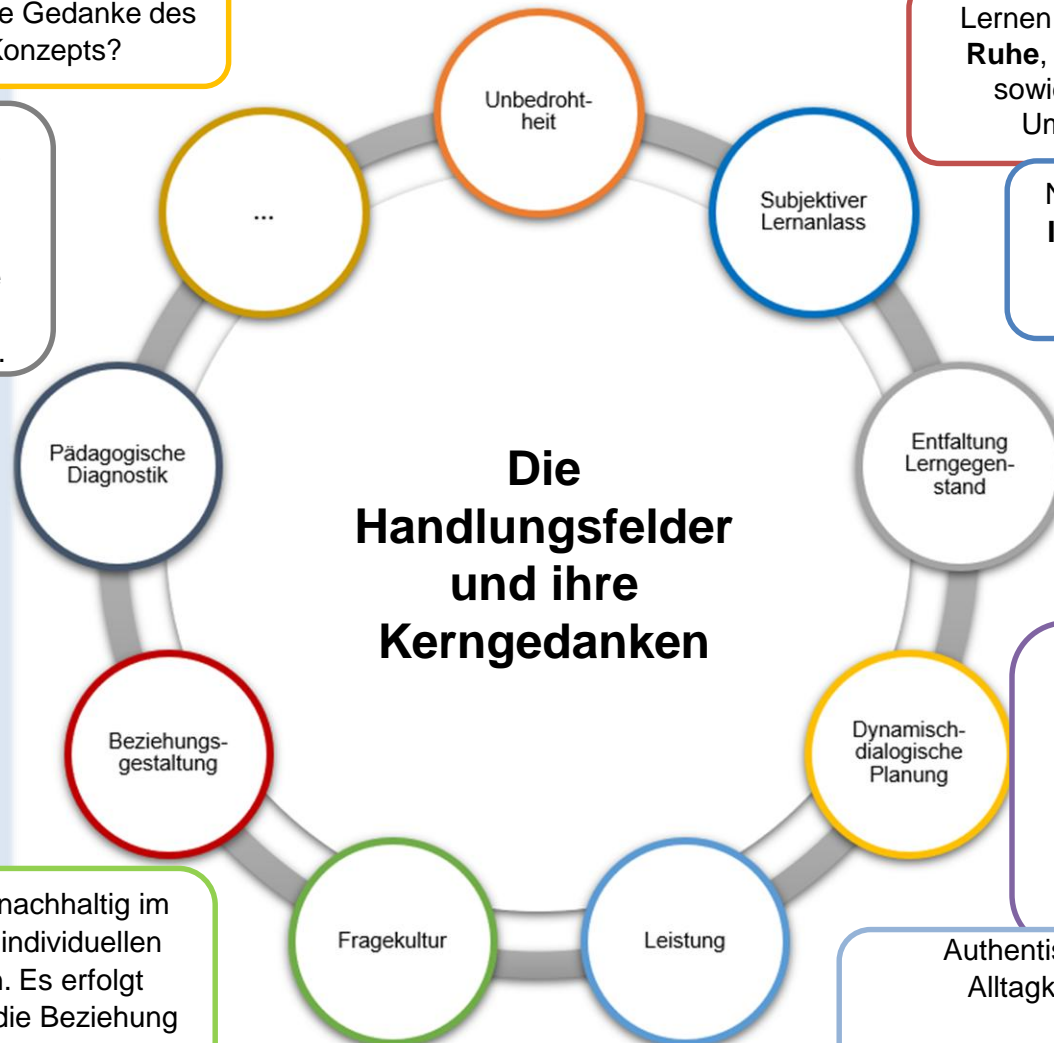 e Gedanke des
Konzepts?
.
Lernen
Ruhe,
sowie
Un
N
Unbedroht-
heit
Subjektiver
Lernanlass
Entfaltung
Lerngegen-
stand
Dynamisch-
dialogische
Planung
Leistung
Fragekultur
Beziehungs-
gestaltung
Pädagogische
Diagnostik
...
Die
Handlungsfelder
und ihre
Kerngedanken
nachhaltig im
individuellen
. Es erfolgt
die Beziehung
Authentis
Alltagk